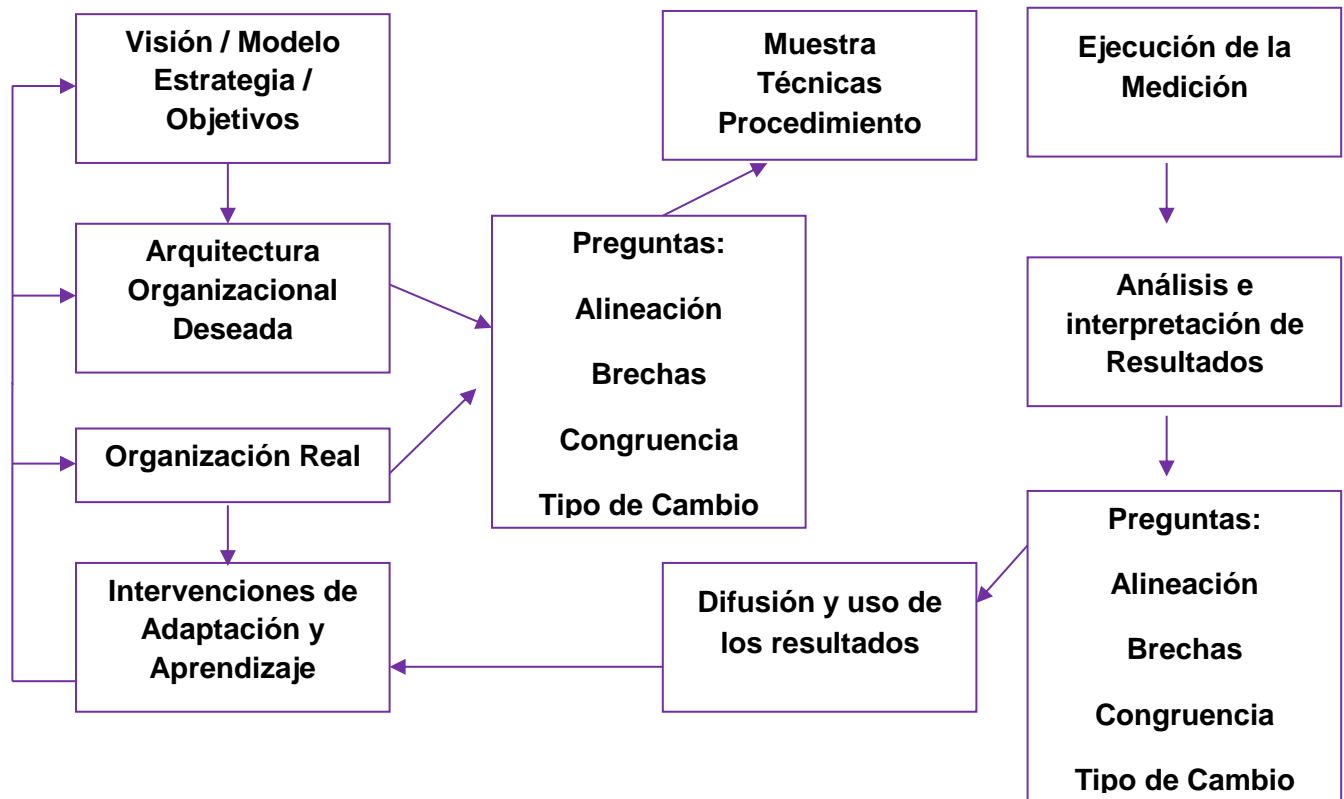 Visión / Modelo
Estrategia /
Objetivos
Arquitectura
Organizacional
Deseada
Organización Real
Intervenciones de
Adaptación y
Aprendizaje
Preguntas:
Alineación
Brechas
Congruencia
Tipo de Cambio
Muestra
Técnicas
Procedimiento
Ejecución de la
Medición
Análisis e
interpretación de
Resultados
Preguntas:
Alineación
Brechas
Congruencia
Tipo de Cambio
Difusión y uso de
los resultados